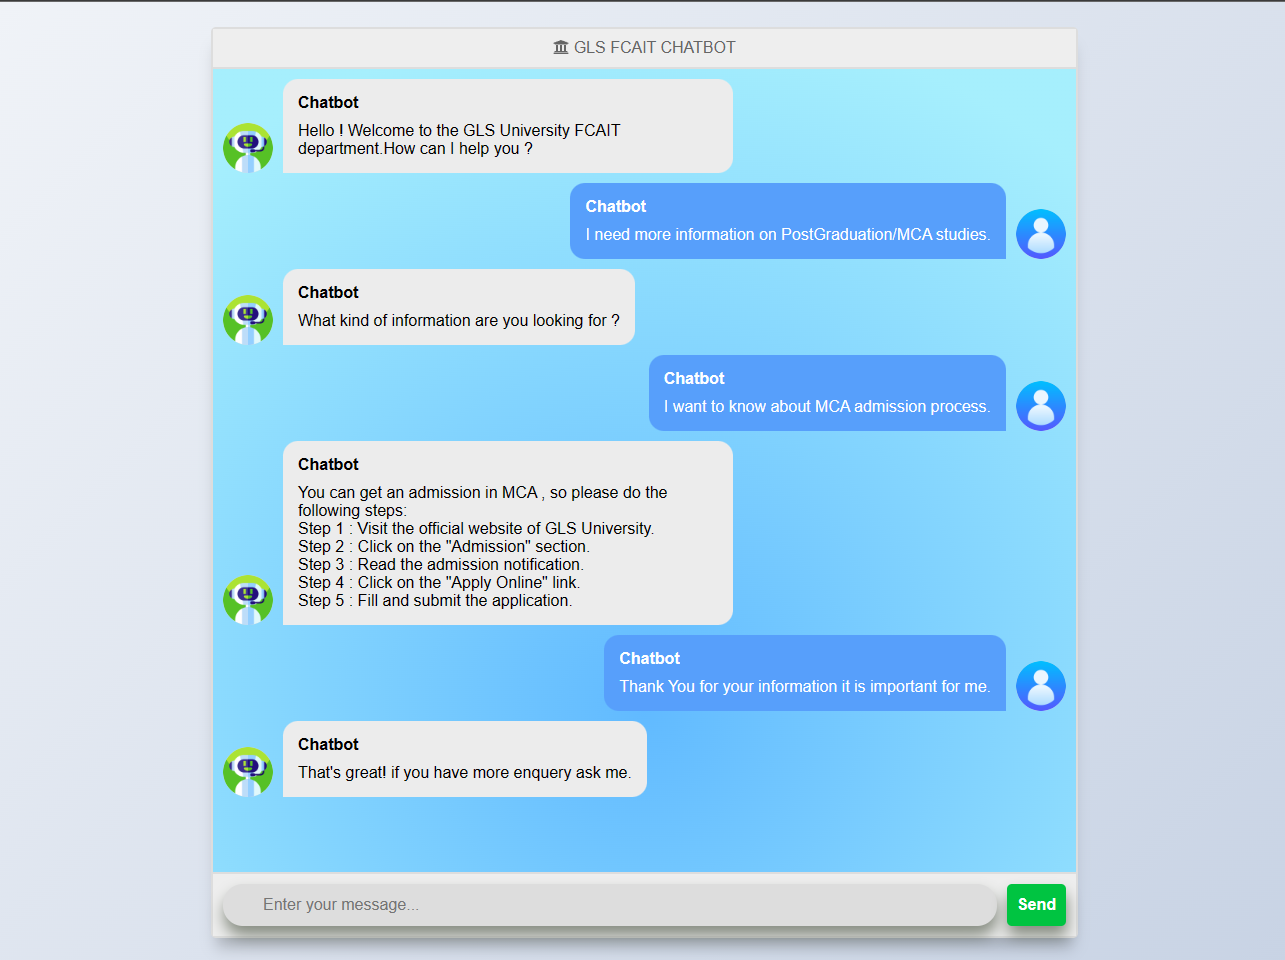 GLS FCAIT CHATBOT
Chatbot
Hello ! Welcome to the GLS University FCAIT
department.How can I help you ?
Chatbot
I need more information on PostGraduation/MCA studies.
Chatbot
What kind of information are you looking for ?
Chatbot
I want to know about MCA admission process.
Chatbot
You can get an admission in MCA , so please do the
following steps:
Step 1 : Visit the official website of GLS University.
Step 2 : Click on the "Admission" section.
Step 3 : Read the admission notification.
Step 4 : Click on the "Apply Online" link.
Step 5 : Fill and submit the application.
Chatbot
Thank You for your information it is important for me.
Chatbot
That's great! if you have more enquery ask me.
Enter your message...
Send